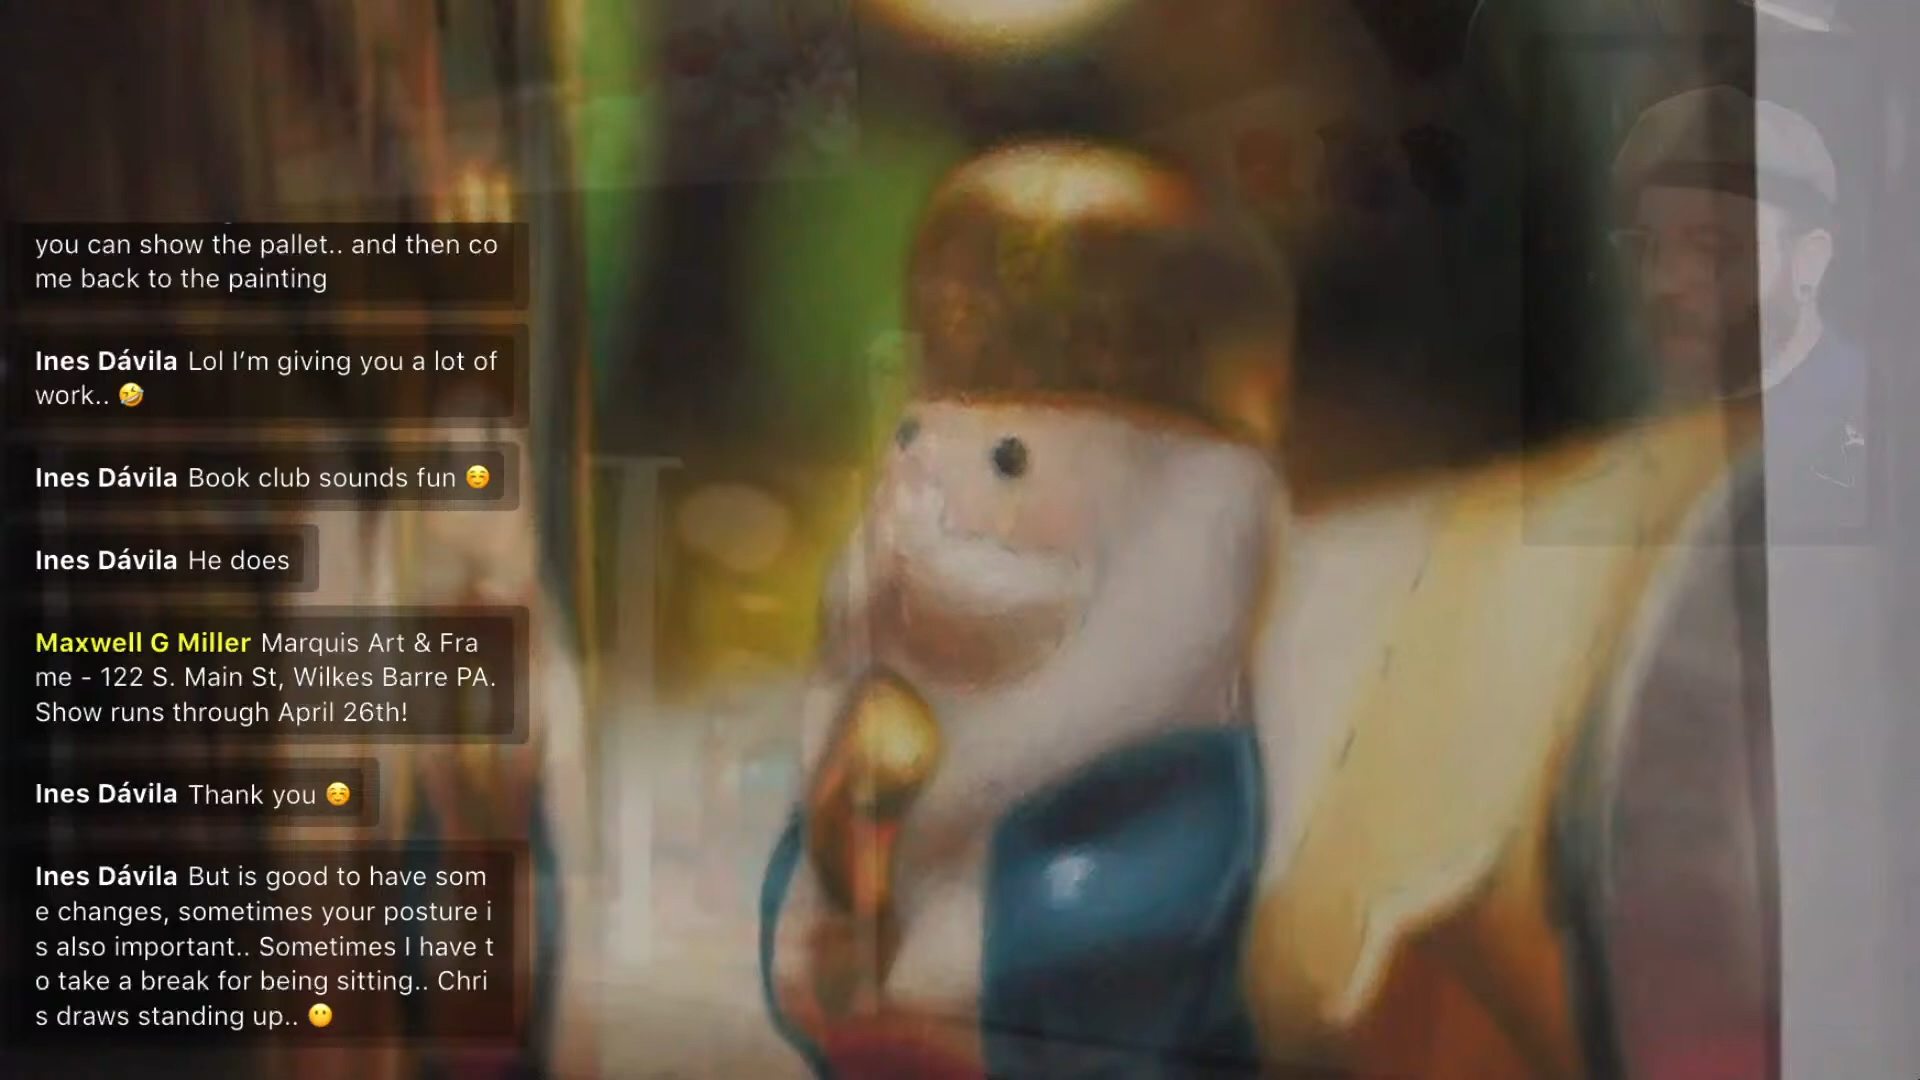 you can show the pallet.. and then co
me back to the painting
Ines Dávila Lol I’m giving you a lot of
work.. 🤣
Ines Dávila Book club sounds fun ☺️
Ines Dávila He does
Maxwell G Miller Marquis Art & Fra
me - 122 S. Main St, Wilkes Barre PA.
Show runs through April 26th!
Ines Dávila Thank you ☺️
Ines Dávila But is good to have som
e changes, sometimes your posture i
s also important.. Sometimes I have t
o take a break for being sitting.. Chri
s draws standing up.. 😶